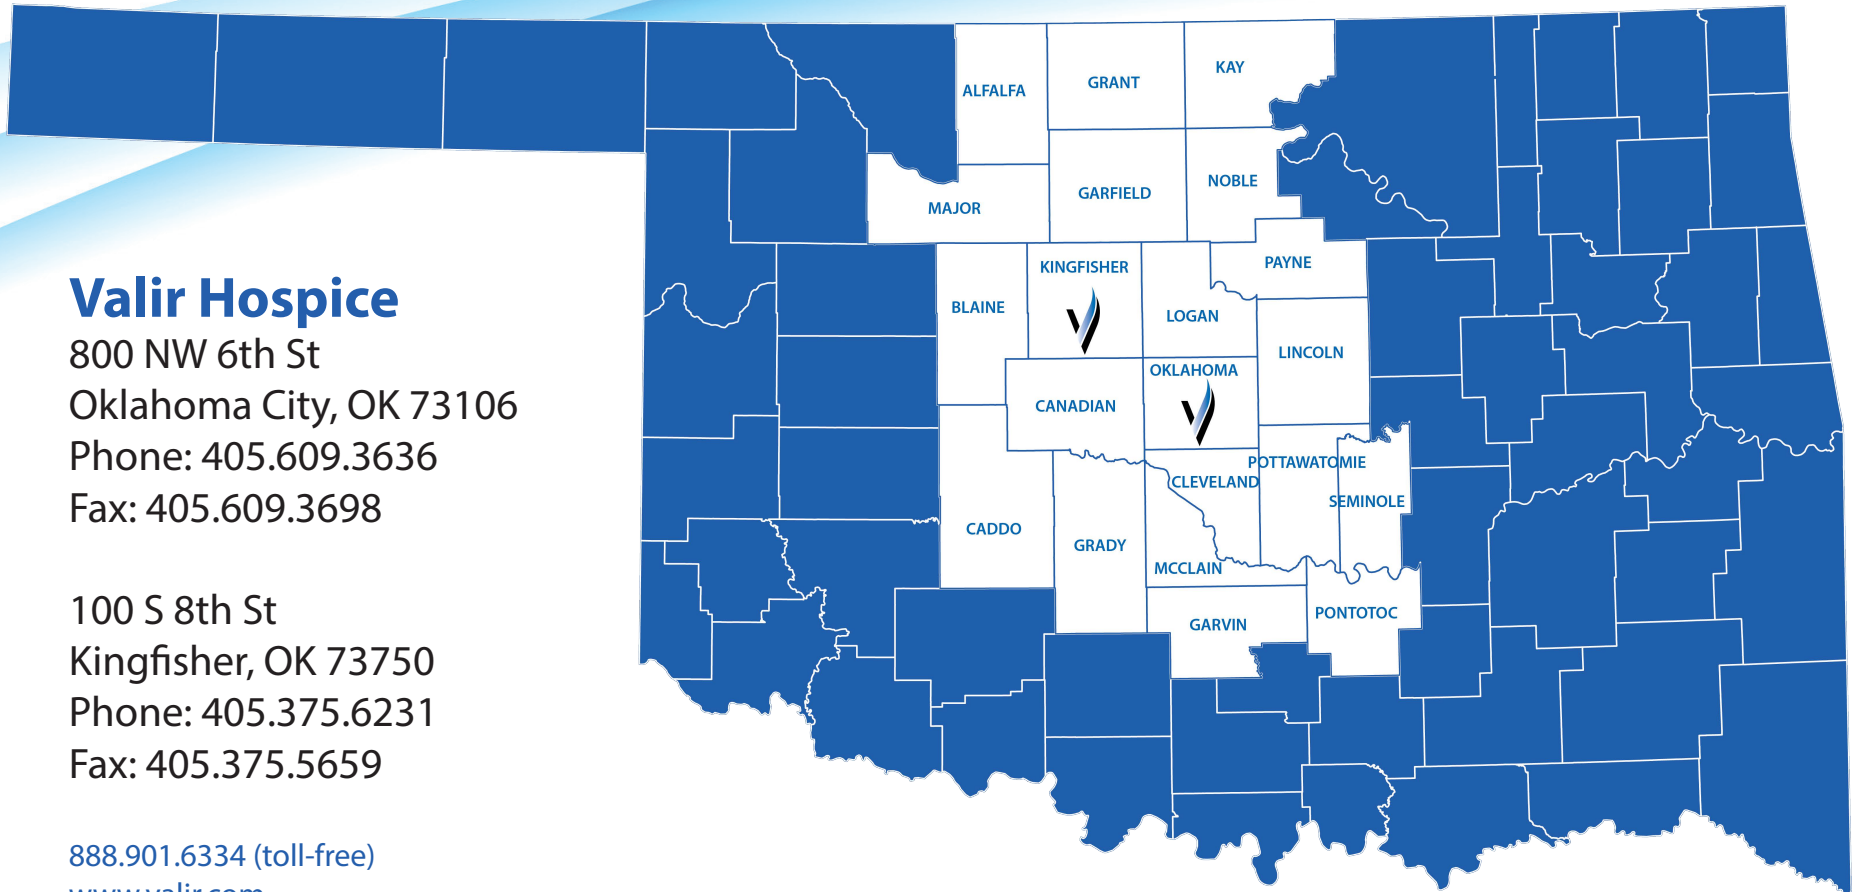 Valir Hospice
800 NW 6th St
Oklahoma City, OK 73106
Phone: 405.609.3636
Fax: 405.609.3698
100 S 8th St
Kingfisher, OK 73750
Phone: 405.375.6231
Fax: 405.375.5659
888.901.6334 (toll-free)
www.valir.com
ALFALFA
GRANT
KAY
MAJOR
GARFIELD
NOBLE
BLAINE
KINGFISHER
LOGAN
PAYNE
LINCOLN
CANADIAN
OKLAHOMA
CADDO
GRADY
CLEVELAND
POTTAWATOMIE
SEMINOLE
MCCLAIN
GARVIN
PONTOTOC